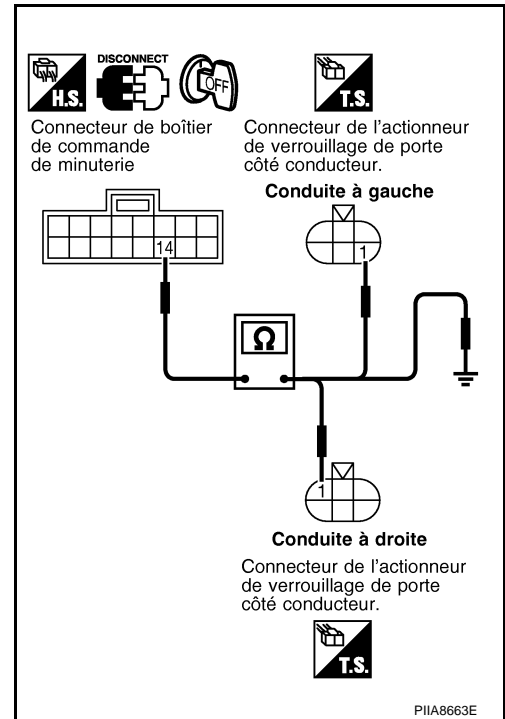 DISCONNECT
OFF
H.S.
T.S.
Connecteur de boîtier
de commande
de minuterie
Connecteur de l'actionneur
de verrouillage de porte
côté conducteur.
Conduite à gauche
14
1
Ω
1
Conduite à droite
Connecteur de l'actionneur
de verrouillage de porte
côté conducteur.
T.S.
PIIA8663E